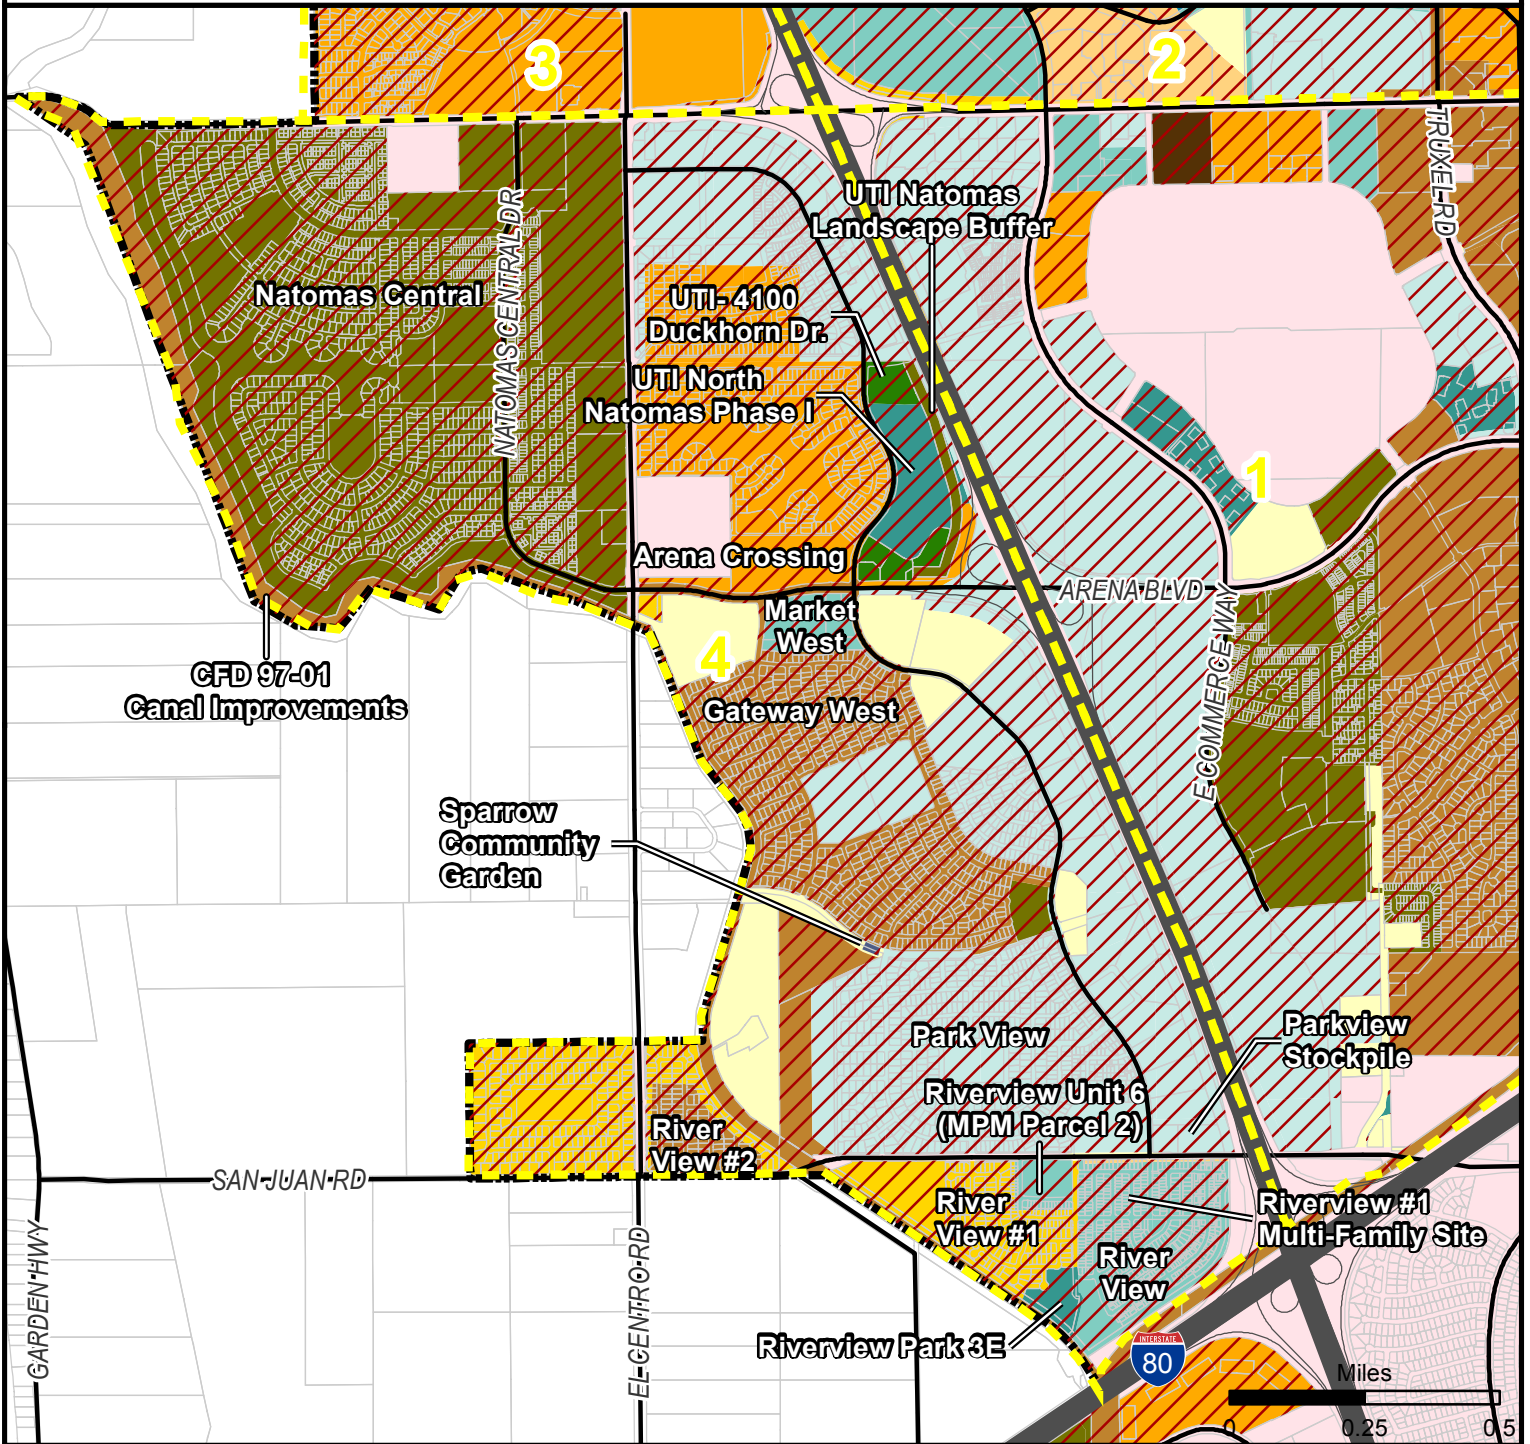 3
2
TRUXEL RD
UTI Natomas
Landscape Buffer
Natomas Central
NATOMAS CENTRAL DR
UTI- 4100
Duckhorn Dr.
UTI North
Natomas Phase I
1
Arena Crossing
ARENA BLVD
Market
West
4
E COMMERCE WAY
CFD 97-01
Canal Improvements
Gateway West
Sparrow
Community
Garden
Park View
Parkview
Stockpile
Riverview Unit 6
(MPM Parcel 2)
River
View #2
SAN JUAN RD
River
View #1
Riverview #1
Multi-Family Site
River
View
GARDEN HWY
EL CENTRO RD
Riverview Park 3E
INTERSTATE
80
Miles
0 0.25 0.5